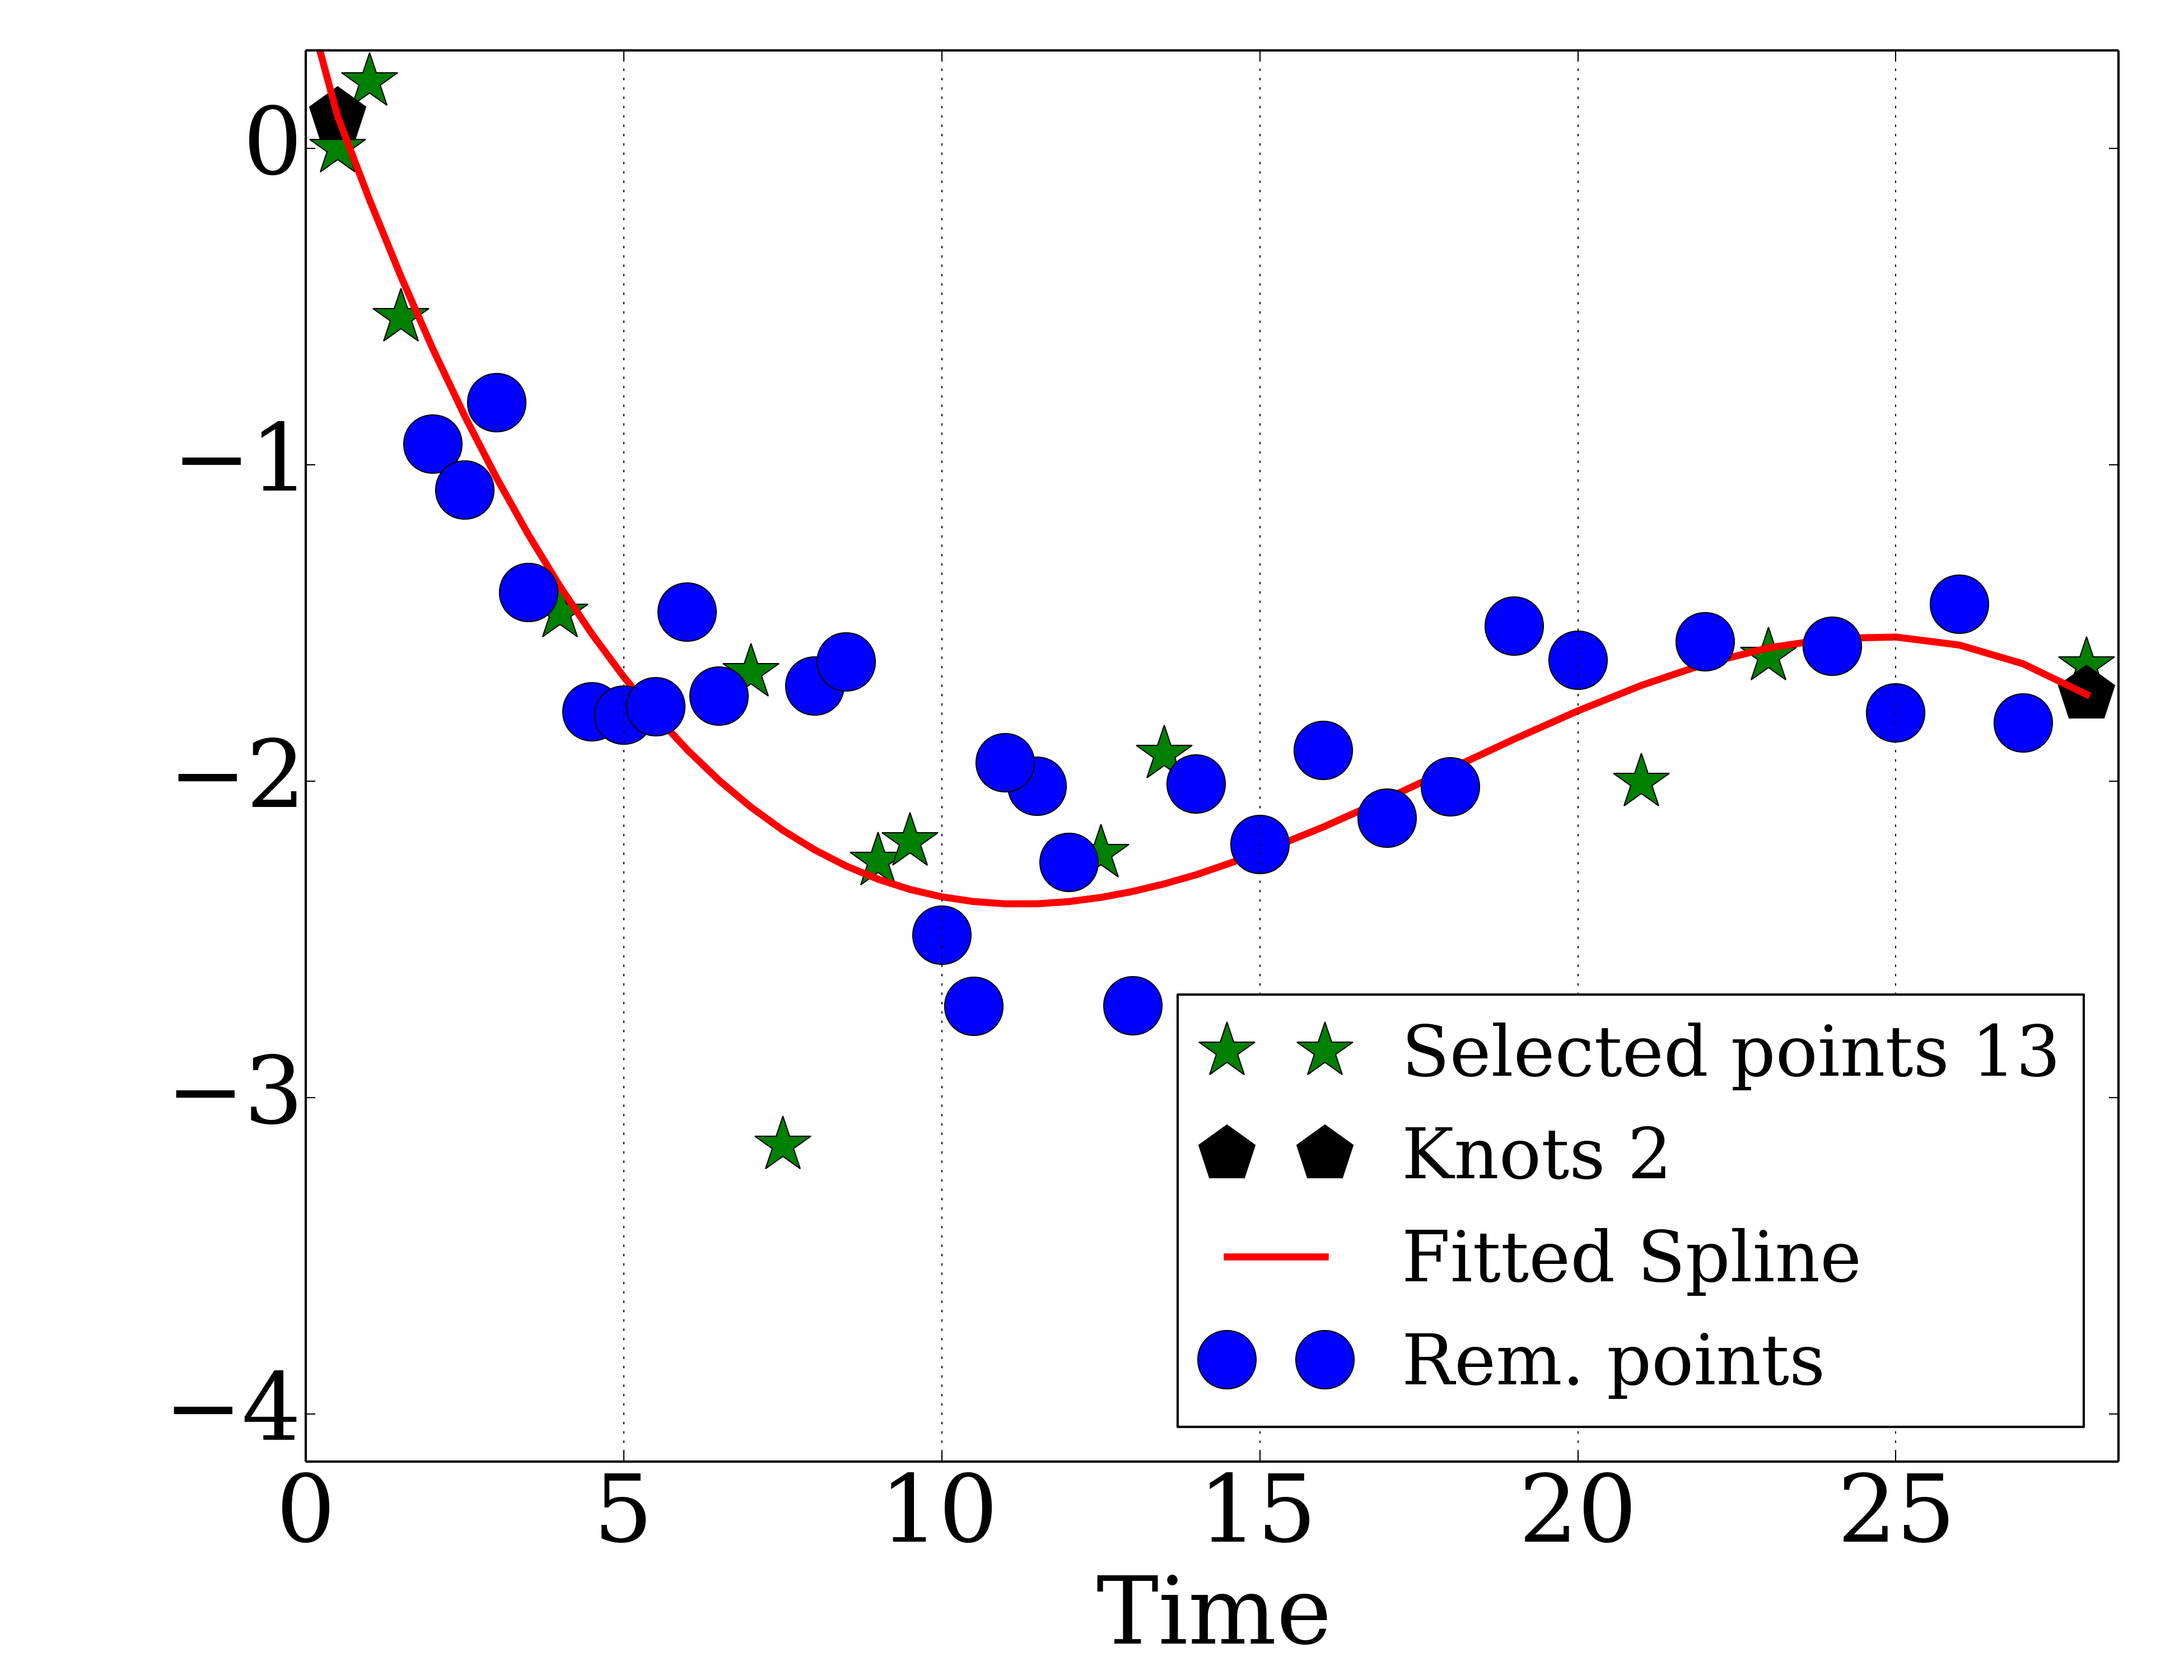 0
−1
−2
−3
−4
0 5 10 15 20 25
Time
Selected points 13
Knots 2
Fitted Spline
Rem. points